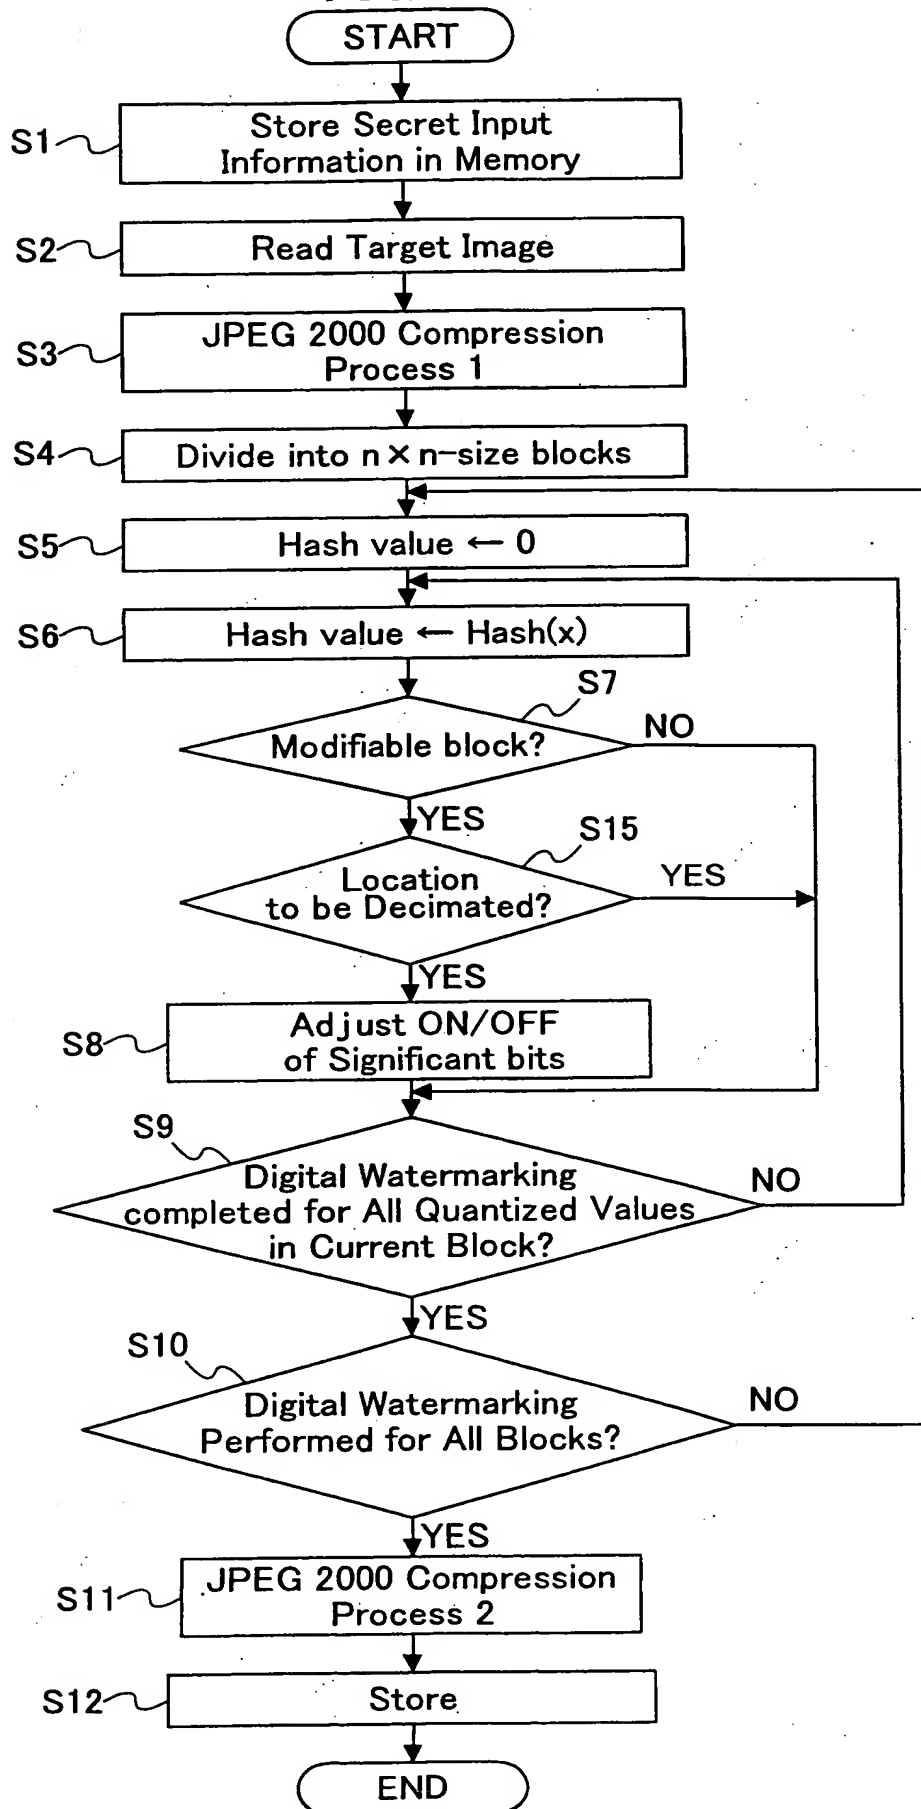 START
S1
Store Secret Input
Information in Memory
S2
Read Target Image
S3
JPEG 2000 Compression
Process 1
S4
Divide into n×n-size blocks
S5
Hash value ← 0
S6
Hash value ← Hash(x)
S7
Modifiable block?
NO
YES
S15
Location
to be Decimated?
YES
YES
S8
Adjust ON/OFF
of Significant bits
S9
Digital Watermarking
completed for All Quantized Values
in Current Block?
NO
YES
S10
Digital Watermarking
Performed for All Blocks?
NO
YES
S11
JPEG 2000 Compression
Process 2
S12
Store
END